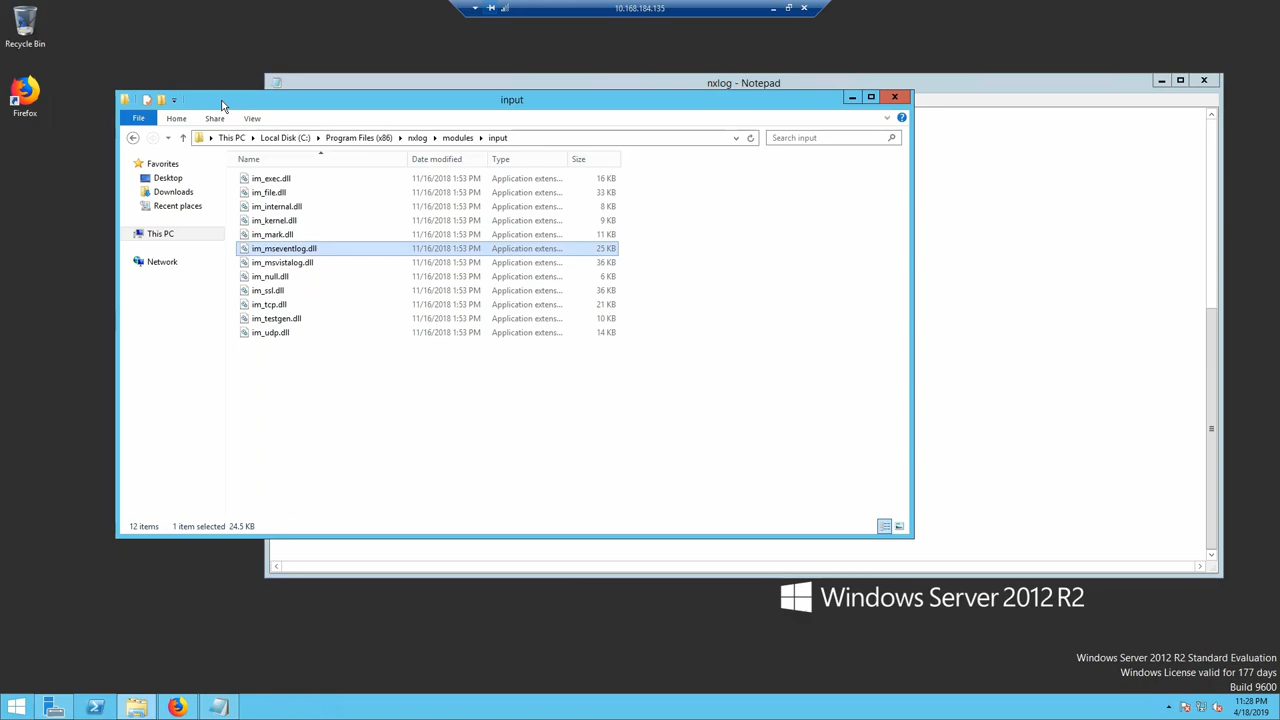 10.168.184.135
Recycle Bin
Firefox
nxlog - Notepad
input
File Home Share View
This PC Local Disk (C:) Program Files (x86) nxlog modules input
Search input
Favorites
Desktop
Downloads
Recent places
This PC
Network
Name Date modified Type Size
im_exec.dll 11/16/2018 1:53 PM Application extens... 16 KB
im_file.dll 11/16/2018 1:53 PM Application extens... 33 KB
im_internal.dll 11/16/2018 1:53 PM Application extens... 8 KB
im_kernel.dll 11/16/2018 1:53 PM Application extens... 9 KB
im_mark.dll 11/16/2018 1:53 PM Application extens... 11 KB
im_mseventlog.dll 11/16/2018 1:53 PM Application extens... 25 KB
im_msvistalog.dll 11/16/2018 1:53 PM Application extens... 36 KB
im_null.dll 11/16/2018 1:53 PM Application extens... 6 KB
im_ssl.dll 11/16/2018 1:53 PM Application extens... 36 KB
im_tcp.dll 11/16/2018 1:53 PM Application extens... 21 KB
im_testgen.dll 11/16/2018 1:53 PM Application extens... 10 KB
im_udp.dll 11/16/2018 1:53 PM Application extens... 14 KB
12 items 1 item selected 24.5 KB
Windows Server 2012 R2
Windows Server 2012 R2 Standard Evaluation
Windows License valid for 177 days
Build 9600
11:28 PM
4/18/2019